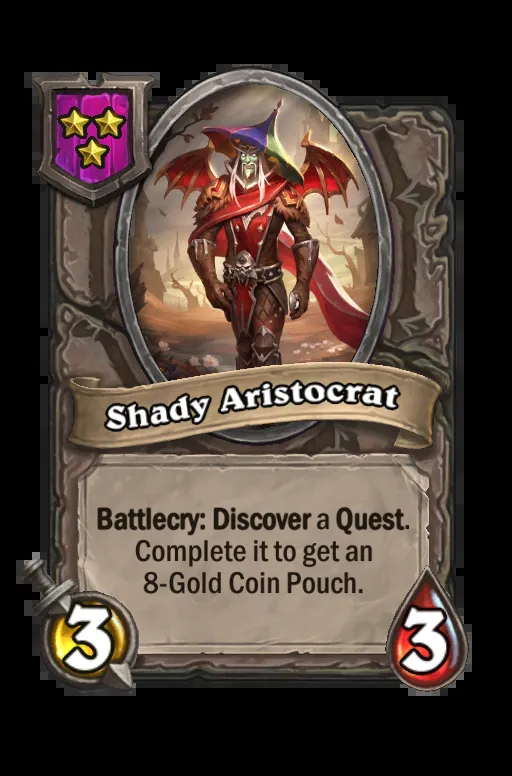 Shady Aristocrat
Battlecry: Discover a Quest.
Complete it to get an
8-Gold Coin Pouch.
3 3